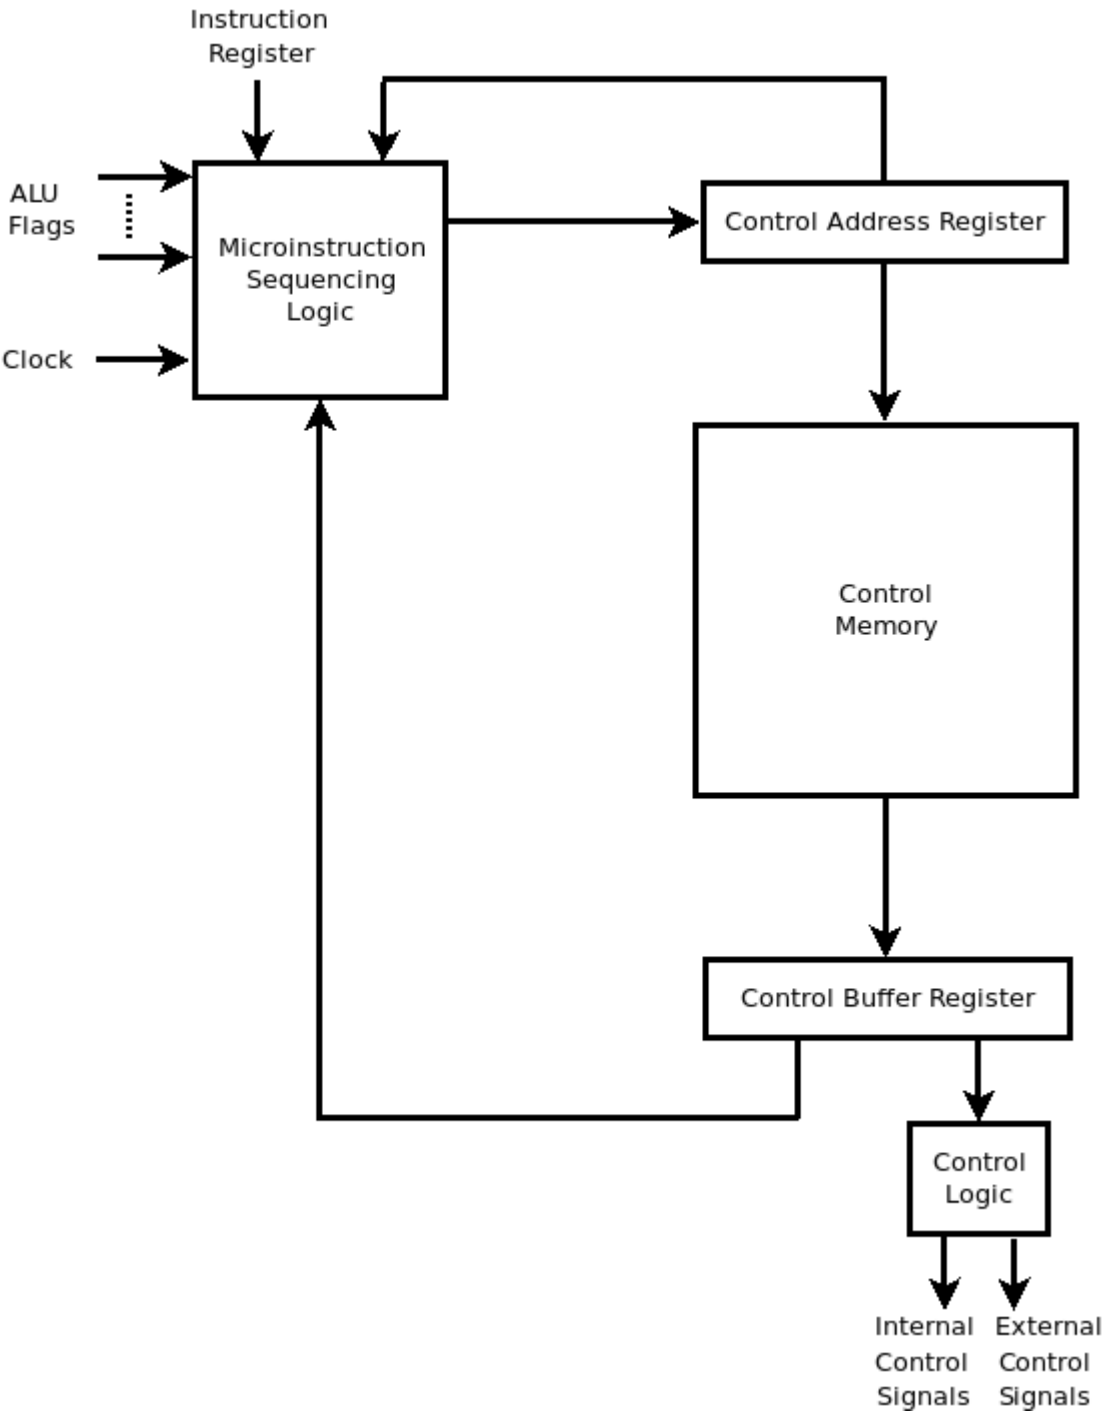 Instruction
Register
ALU
Flags
Clock
Microinstruction
Sequencing
Logic
Control Address Register
Control
Memory
Control Buffer Register
Control
Logic
Internal
Control
Signals
External
Control
Signals